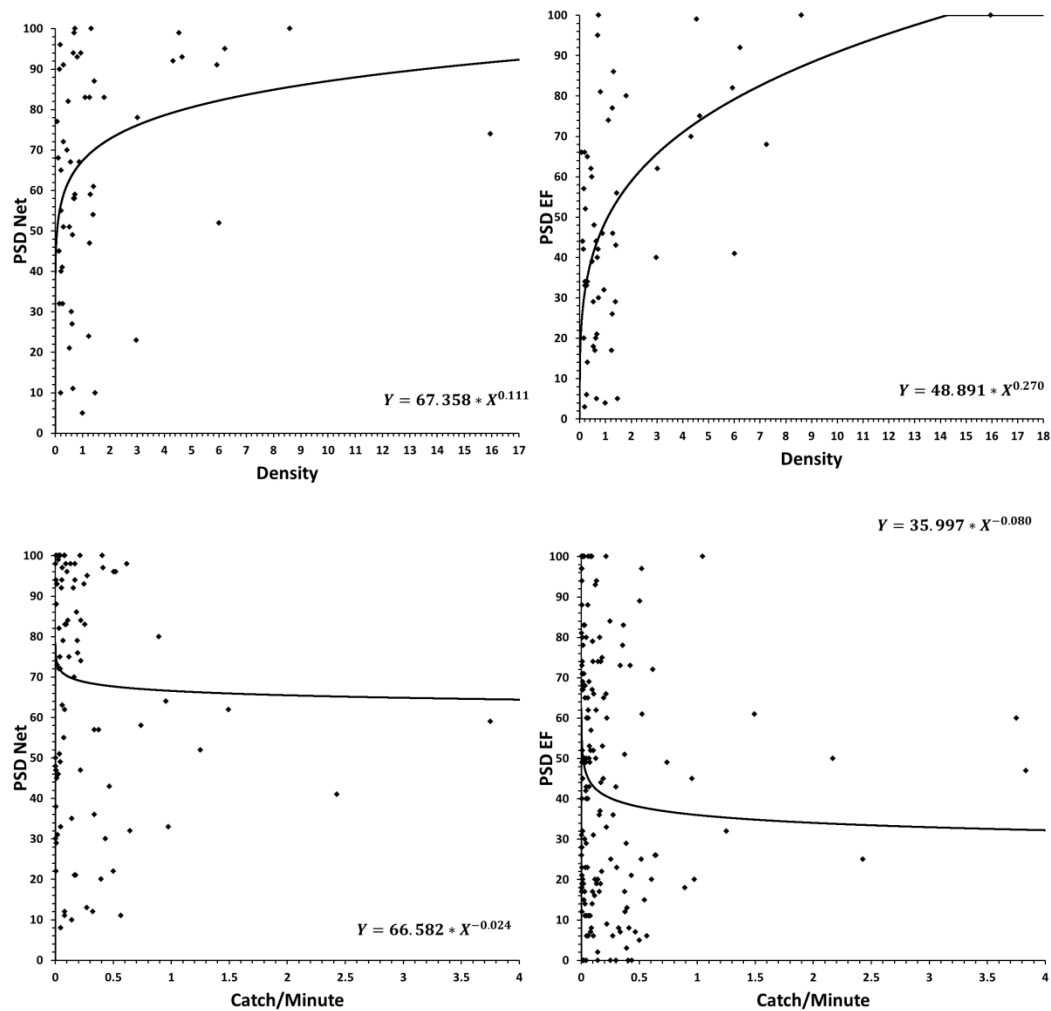 100
90
80
70
60
50
40
30
20
10
0
PSD Net
Y = 67.358 * X^0.111
0 1 2 3 4 5 6 7 8 9 10 11 12 13 14 15 16 17
Density
100
90
80
70
60
50
40
30
20
10
0
PSD EF
Y = 48.891 * X^0.270
0 1 2 3 4 5 6 7 8 9 10 11 12 13 14 15 16 17 18
Density
100
90
80
70
60
50
40
30
20
10
0
PSD Net
Y = 66.582 * X^−0.024
0 0.5 1 1.5 2 2.5 3 3.5 4
Catch/Minute
Y = 35.997 * X^−0.080
100
90
80
70
60
50
40
30
20
10
0
PSD EF
0 0.5 1 1.5 2 2.5 3 3.5 4
Catch/Minute